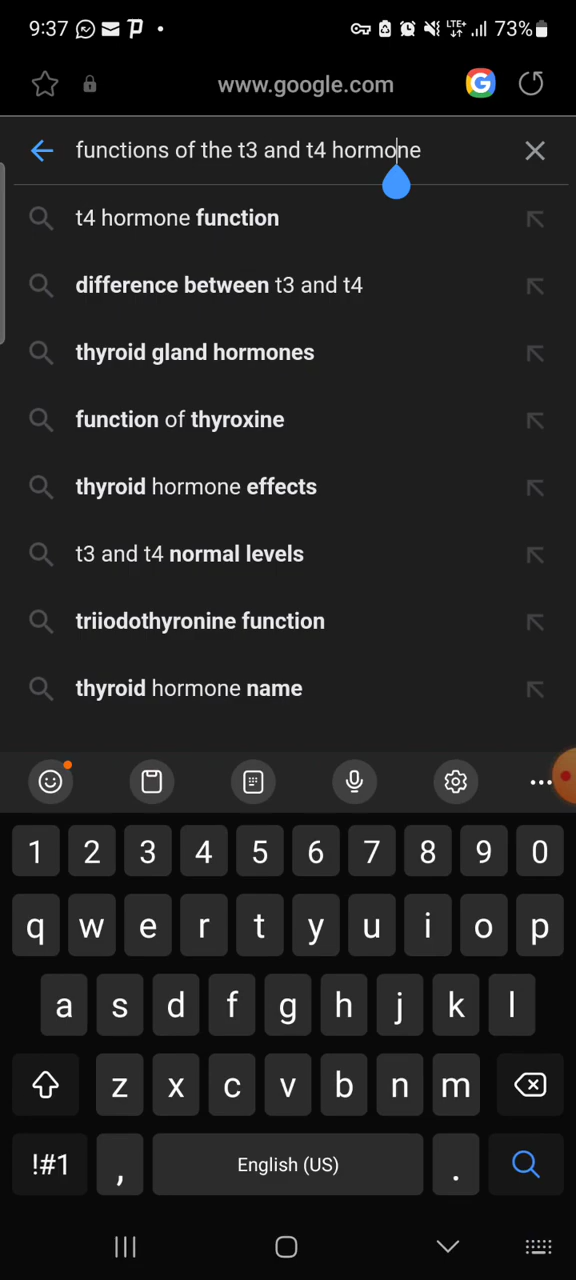 9:37
LTE+
73%
www.google.com
functions of the t3 and t4 hormone
t4 hormone function
difference between t3 and t4
thyroid gland hormones
function of thyroxine
thyroid hormone effects
t3 and t4 normal levels
triiodothyronine function
thyroid hormone name
1 2 3 4 5 6 7 8 9 0
q w e r t y u i o p
a s d f g h j k l
z x c v b n m
!#1 , English (US) .